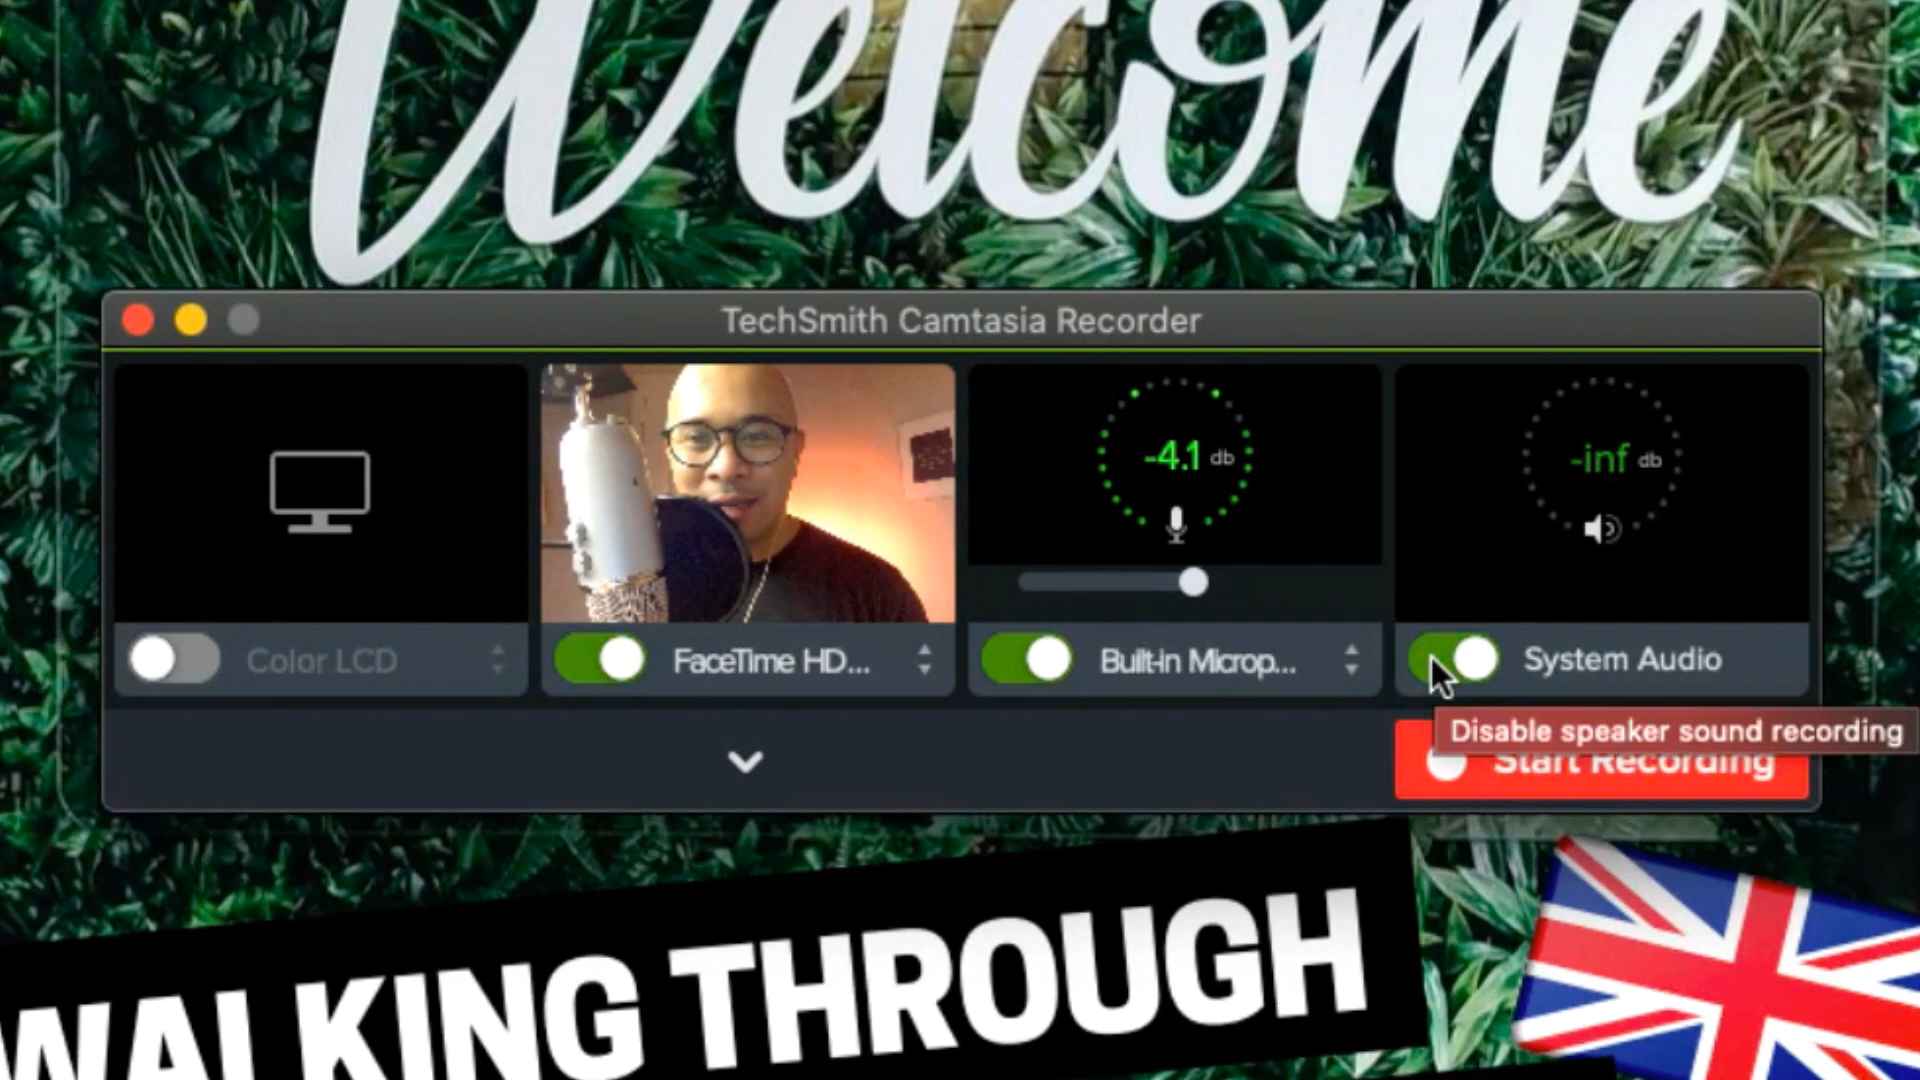 Welcome
TechSmith Camtasia Recorder
-4.1 db
-inf db
Color LCD
FaceTime HD...
Built-in Microp...
System Audio
Disable speaker sound recording
Start Recording
WALKING THROUGH